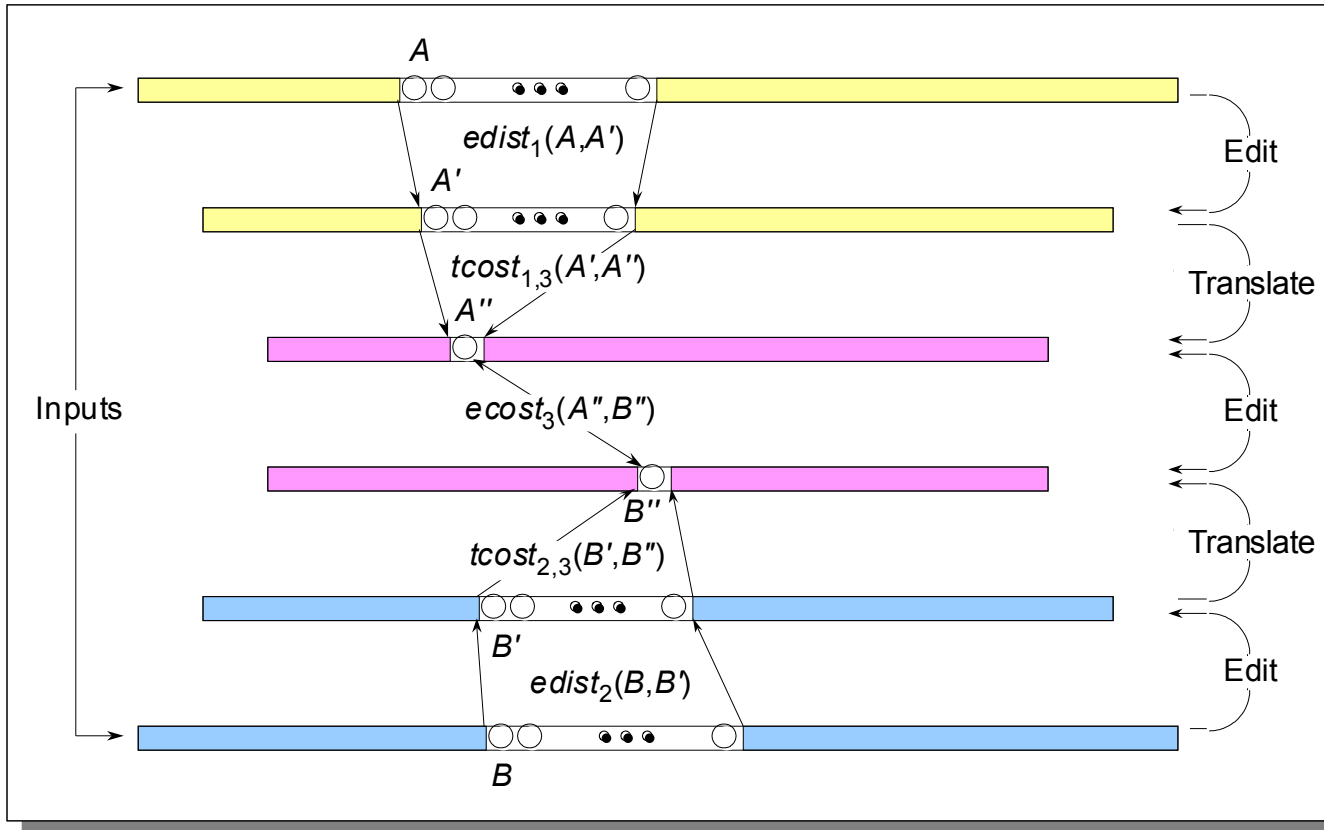 A
edist₁(A,A′)
Edit
A′
tcost₁,₃(A′,A″)
Translate
A″
Inputs
ecost₃(A″,B″)
Edit
B″
tcost₂,₃(B′,B″)
Translate
B′
edist₂(B,B′)
Edit
B